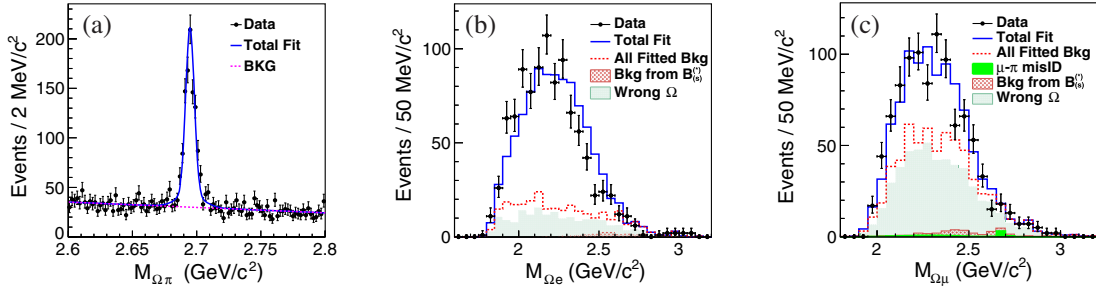 (a)
Data
Total Fit
BKG
Events / 2 MeV/c²
200
150
100
50
0
2.6
2.65
2.7
2.75
2.8
M_Ωπ (GeV/c²)
(b)
Data
Total Fit
All Fitted Bkg
Bkg from B₍ₛ₎⁽*⁾
Wrong Ω
Events / 50 MeV/c²
100
50
0
2
2.5
3
M_Ωe (GeV/c²)
(c)
Data
Total Fit
All Fitted Bkg
μ-π misID
Bkg from B₍ₛ₎⁽*⁾
Wrong Ω
Events / 50 MeV/c²
100
50
0
2
2.5
3
M_Ωμ (GeV/c²)